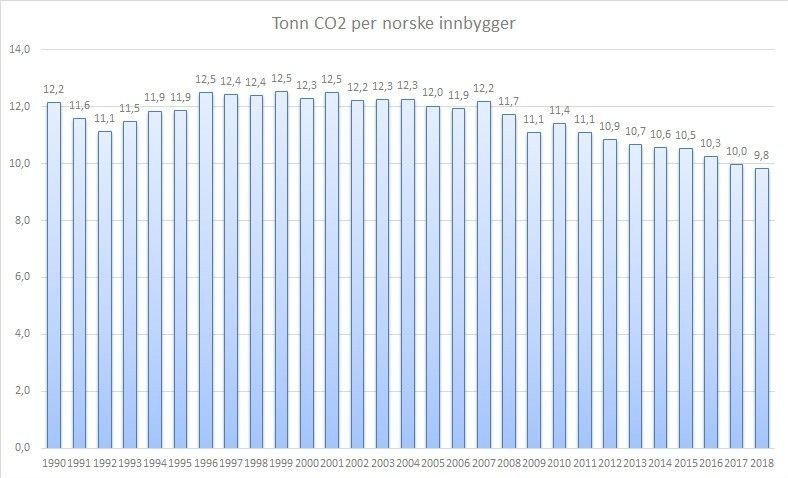 Tonn CO2 per norske innbygger
14,0
12,0
10,0
8,0
6,0
4,0
2,0
0,0
12,2 11,6 11,1 11,5 11,9 11,9 12,5 12,4 12,4 12,5 12,3 12,5 12,2 12,3 12,3 12,0 11,9 12,2 11,7 11,1 11,4 11,1 10,9 10,7 10,6 10,5 10,3 10,0 9,8
1990 1991 1992 1993 1994 1995 1996 1997 1998 1999 2000 2001 2002 2003 2004 2005 2006 2007 2008 2009 2010 2011 2012 2013 2014 2015 2016 2017 2018